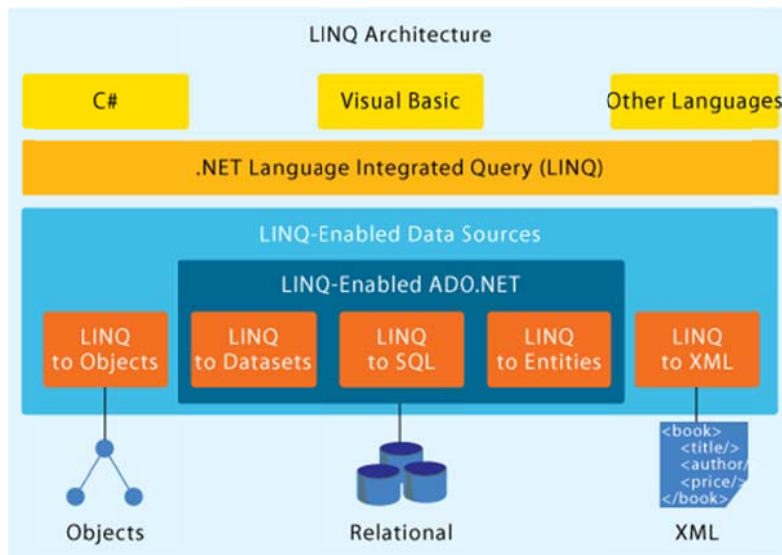 LINQ Architecture
C#
Visual Basic
Other Languages
.NET Language Integrated Query (LINQ)
LINQ-Enabled Data Sources
LINQ-Enabled ADO.NET
LINQ
to Objects
LINQ
to Datasets
LINQ
to SQL
LINQ
to Entities
LINQ
to XML
<book>
<title/>
<author/
<price/>
</book>
Objects
Relational
XML